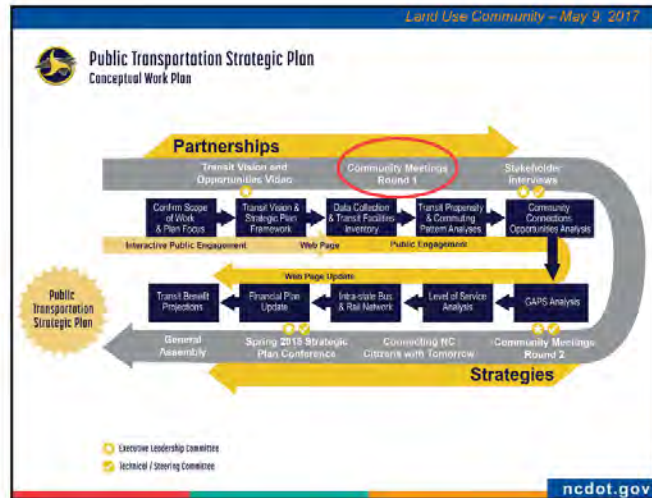 Land Use Community – May 9, 2017
Public Transportation Strategic Plan
Conceptual Work Plan
Partnerships
Transit Vision and
Opportunities Video
Community Meetings
Round 1
Stakeholder
Interviews
Confirm Scope
of Work
& Plan Focus
Transit Vision &
Strategic Plan
Framework
Data Collection
& Transit Facilities
Inventory
Transit Propensity
& Commuting
Pattern Analyses
Community
Connections
Opportunities Analysis
Interactive Public Engagement
Web Page
Public Engagement
Web Page Update
Public
Transportation
Strategic Plan
Transit Benefit
Projections
Financial Plan
Update
Intra-state Bus
& Rail Network
Level of Service
Analysis
GAPS Analysis
General
Assembly
Spring 2018 Strategic
Plan Conference
Connecting NC
Citizens with Tomorrow
Community Meetings
Round 2
Strategies
Executive Leadership Committee
Technical / Steering Committee
ncdot.gov